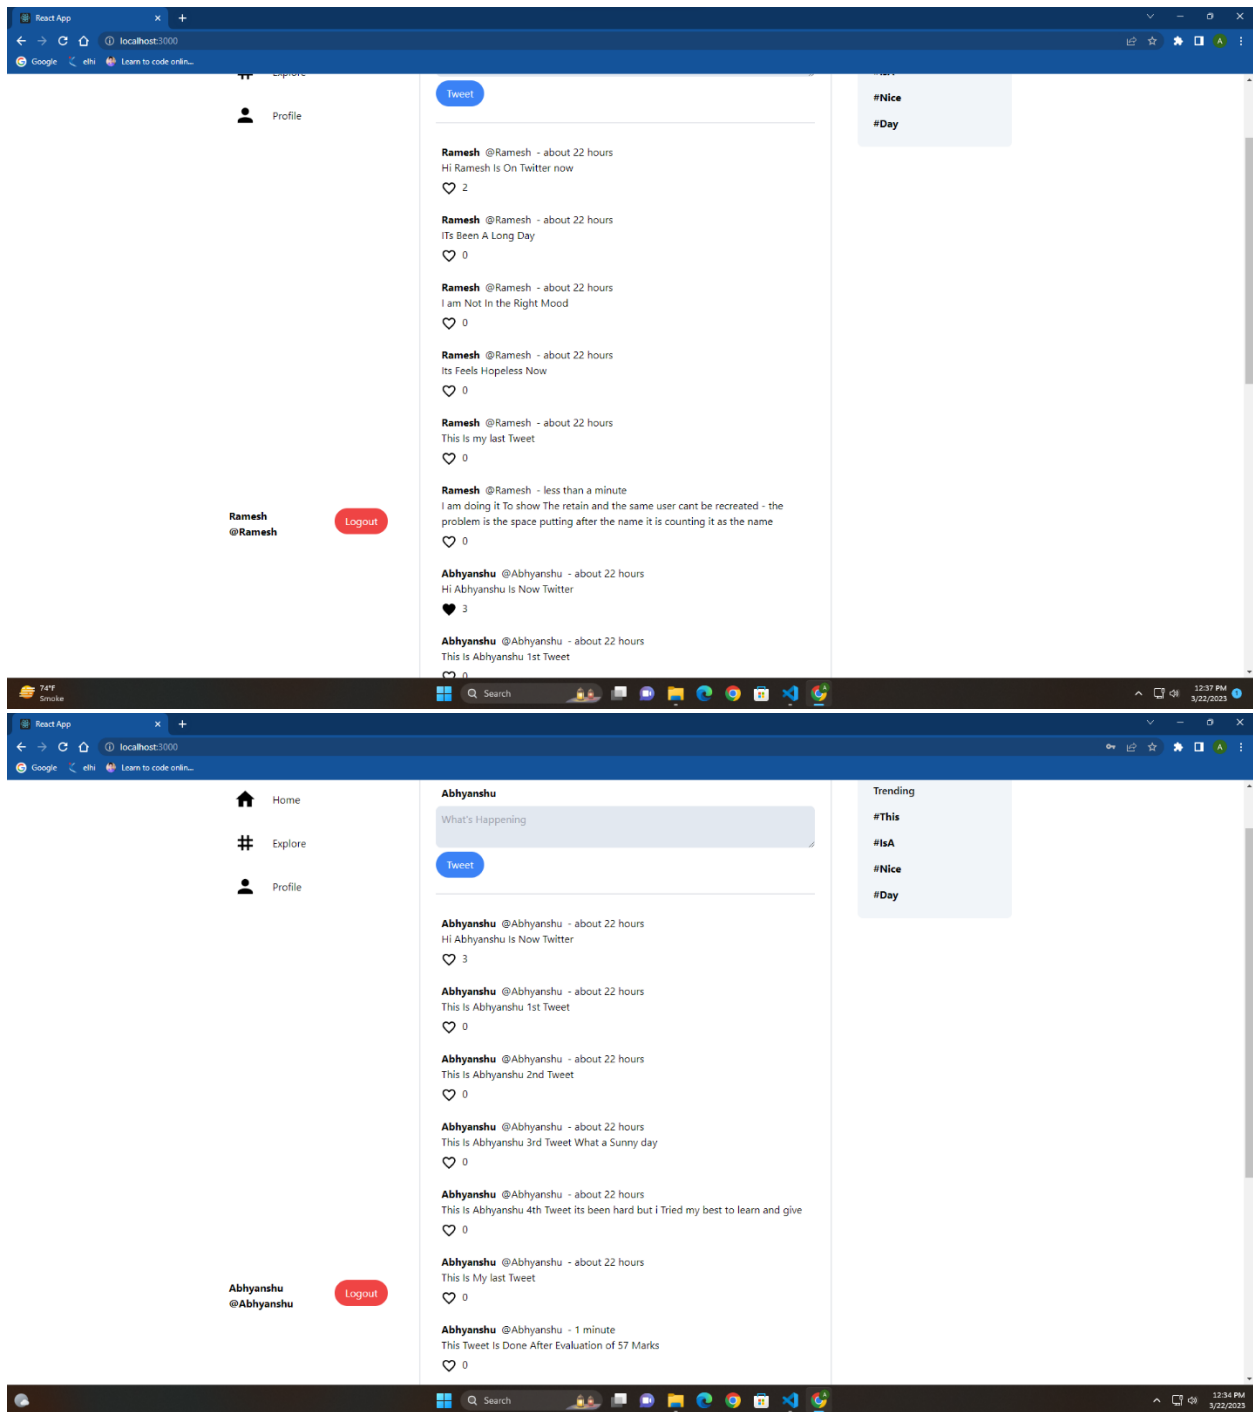 React App
localhost:3000
Google
elhi
Learn to code onlin...
A
Explore
Profile
Tweet
#IsA
#Nice
#Day
Ramesh @Ramesh - about 22 hours
Hi Ramesh Is On Twitter now
2
Ramesh @Ramesh - about 22 hours
ITs Been A Long Day
0
Ramesh @Ramesh - about 22 hours
I am Not In the Right Mood
0
Ramesh @Ramesh - about 22 hours
Its Feels Hopeless Now
0
Ramesh @Ramesh - about 22 hours
This Is my last Tweet
0
Ramesh @Ramesh - less than a minute
I am doing it To show The retain and the same user cant be recreated - the
problem is the space putting after the name it is counting it as the name
0
Ramesh
@Ramesh
Logout
Abhyanshu @Abhyanshu - about 22 hours
Hi Abhyanshu Is Now Twitter
3
Abhyanshu @Abhyanshu - about 22 hours
This Is Abhyanshu 1st Tweet
0
74°F
Smoke
Search
12:37 PM
3/22/2023
1
React App
localhost:3000
Google
elhi
Learn to code onlin...
A
Home
Explore
Profile
Abhyanshu
What's Happening
Tweet
Trending
#This
#IsA
#Nice
#Day
Abhyanshu @Abhyanshu - about 22 hours
Hi Abhyanshu Is Now Twitter
3
Abhyanshu @Abhyanshu - about 22 hours
This Is Abhyanshu 1st Tweet
0
Abhyanshu @Abhyanshu - about 22 hours
This Is Abhyanshu 2nd Tweet
0
Abhyanshu @Abhyanshu - about 22 hours
This Is Abhyanshu 3rd Tweet What a Sunny day
0
Abhyanshu @Abhyanshu - about 22 hours
This Is Abhyanshu 4th Tweet its been hard but i Tried my best to learn and give
0
Abhyanshu @Abhyanshu - about 22 hours
This Is My last Tweet
0
Abhyanshu
@Abhyanshu
Logout
Abhyanshu @Abhyanshu - 1 minute
This Tweet Is Done After Evaluation of 57 Marks
0
Search
12:34 PM
3/22/2023